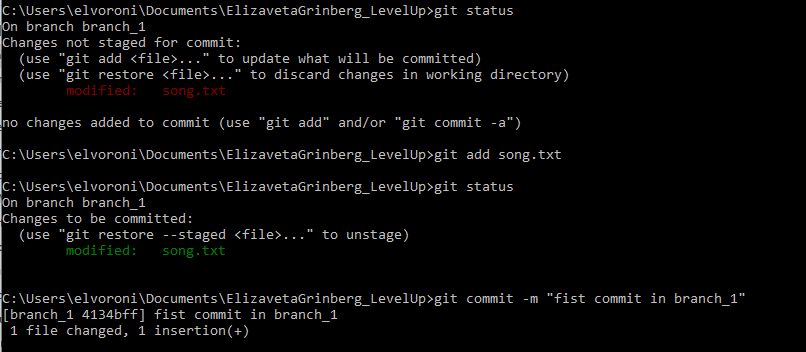 C:\Users\elvoroni\Documents\ElizavetaGrinberg_LevelUp>git status
On branch branch_1
Changes not staged for commit:
  (use "git add <file>..." to update what will be committed)
  (use "git restore <file>..." to discard changes in working directory)
        modified:   song.txt
no changes added to commit (use "git add" and/or "git commit -a")
C:\Users\elvoroni\Documents\ElizavetaGrinberg_LevelUp>git add song.txt
C:\Users\elvoroni\Documents\ElizavetaGrinberg_LevelUp>git status
On branch branch_1
Changes to be committed:
  (use "git restore --staged <file>..." to unstage)
        modified:   song.txt
C:\Users\elvoroni\Documents\ElizavetaGrinberg_LevelUp>git commit -m "fist commit in branch_1"
[branch_1 4134bff] fist commit in branch_1
 1 file changed, 1 insertion(+)